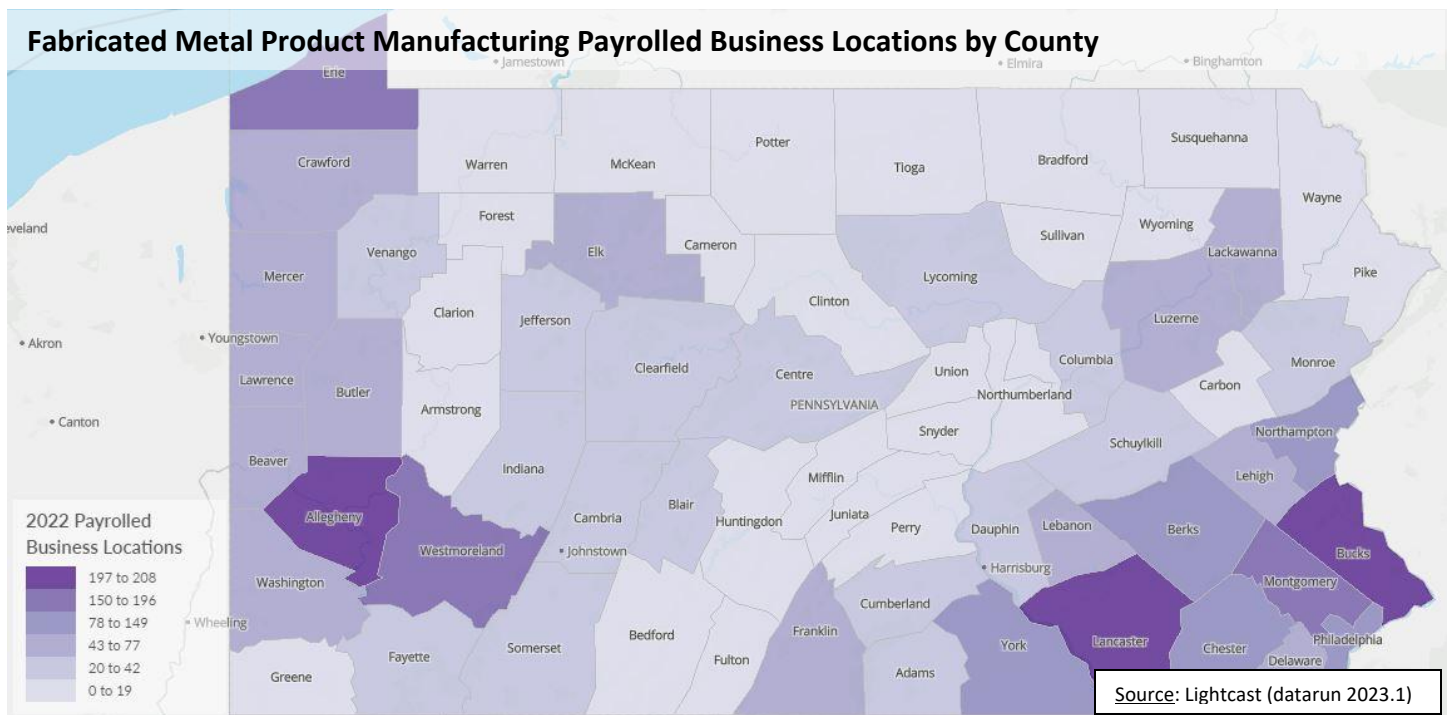 Fabricated Metal Product Manufacturing Payrolled Business Locations by County
Jamestown
Elmira
Binghamton
Erie
Crawford
Warren
McKean
Potter
Tioga
Bradford
Susquehanna
Wayne
Forest
Venango
Elk
Cameron
Sullivan
Wyoming
Lackawanna
eveland
Mercer
Lycoming
Pike
Clinton
Clarion
Jefferson
Luzerne
Akron
Youngstown
Clearfield
Centre
Columbia
Monroe
Lawrence
Butler
Union
Carbon
PENNSYLVANIA
Northumberland
Armstrong
Canton
Snyder
Northampton
Schuylkill
Beaver
Indiana
Mifflin
Lehigh
Allegheny
Cambria
Blair
Huntingdon
Juniata
Perry
Dauphin
Lebanon
Berks
Westmoreland
Johnstown
Bucks
Harrisburg
Washington
Montgomery
Cumberland
Wheeling
Bedford
Franklin
York
Lancaster
Chester
Philadelphia
Fayette
Somerset
Fulton
Adams
Delaware
Greene
2022 Payrolled
Business Locations
197 to 208
150 to 196
78 to 149
43 to 77
20 to 42
0 to 19
Source: Lightcast (datarun 2023.1)